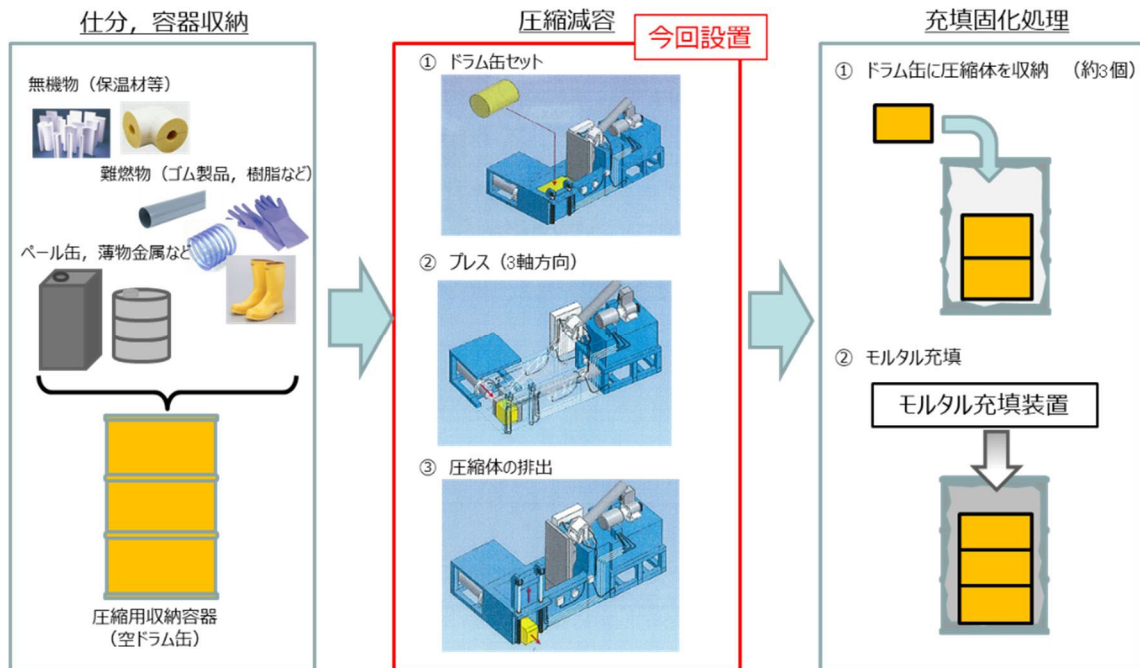 仕分，容器収納
無機物（保温材等）
難燃物（ゴム製品，樹脂など）
ペール缶，薄物金属など
圧縮用収納容器
（空ドラム缶）
圧縮減容
今回設置
① ドラム缶セット
② プレス（3軸方向）
③ 圧縮体の排出
充填固化処理
① ドラム缶に圧縮体を収納 （約3個）
② モルタル充填
モルタル充填装置